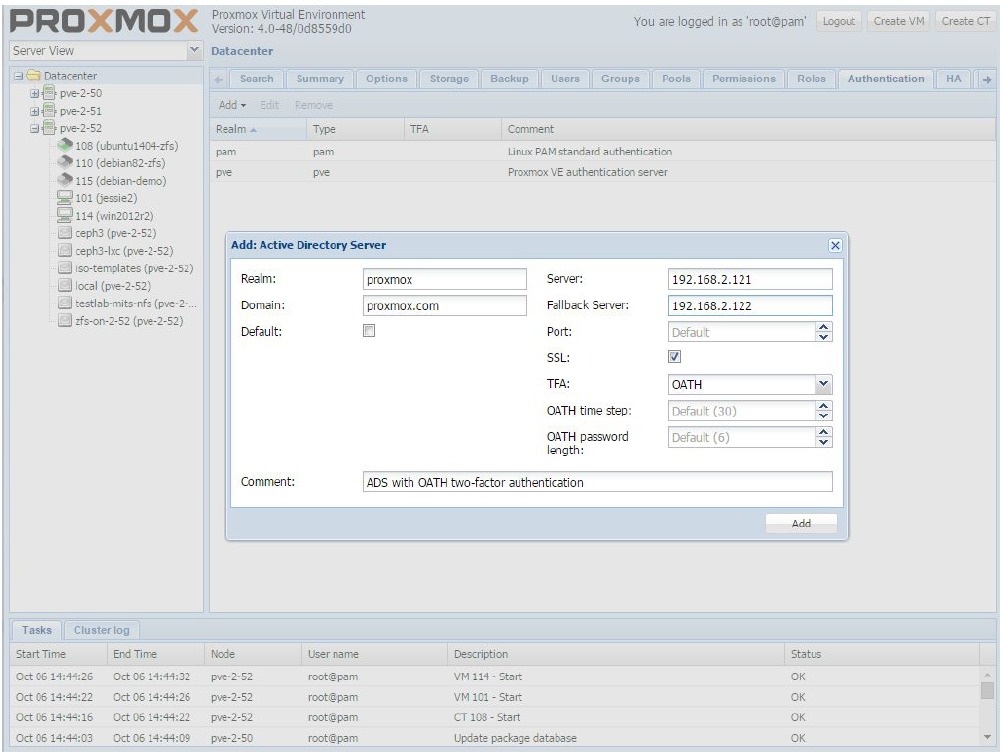 PROXMOX
Proxmox Virtual Environment
Version: 4.0-48/0d8559d0
You are logged in as 'root@pam'
Logout
Create VM
Create CT
Server View
Datacenter
pve-2-50
pve-2-51
pve-2-52
108 (ubuntu1404-zfs)
110 (debian82-zfs)
115 (debian-demo)
101 (jessie2)
114 (win2012r2)
ceph3 (pve-2-52)
ceph3-lxc (pve-2-52)
iso-templates (pve-2-52)
local (pve-2-52)
testlab-mits-nfs (pve-2-...
zfs-on-2-52 (pve-2-52)
Datacenter
Search Summary Options Storage Backup Users Groups Pools Permissions Roles Authentication HA
Add Edit Remove
Realm Type TFA Comment
pam pam Linux PAM standard authentication
pve pve Proxmox VE authentication server
Add: Active Directory Server
Realm: proxmox
Domain: proxmox.com
Default:
Server: 192.168.2.121
Fallback Server: 192.168.2.122
Port: Default
SSL:
TFA: OATH
OATH time step: Default (30)
OATH password
length: Default (6)
Comment: ADS with OATH two-factor authentication
Add
Tasks Cluster log
Start Time End Time Node User name Description Status
Oct 06 14:44:26 Oct 06 14:44:32 pve-2-52 root@pam VM 114 - Start OK
Oct 06 14:44:22 Oct 06 14:44:26 pve-2-52 root@pam VM 101 - Start OK
Oct 06 14:44:16 Oct 06 14:44:22 pve-2-52 root@pam CT 108 - Start OK
Oct 06 14:44:03 Oct 06 14:44:09 pve-2-50 root@pam Update package database OK